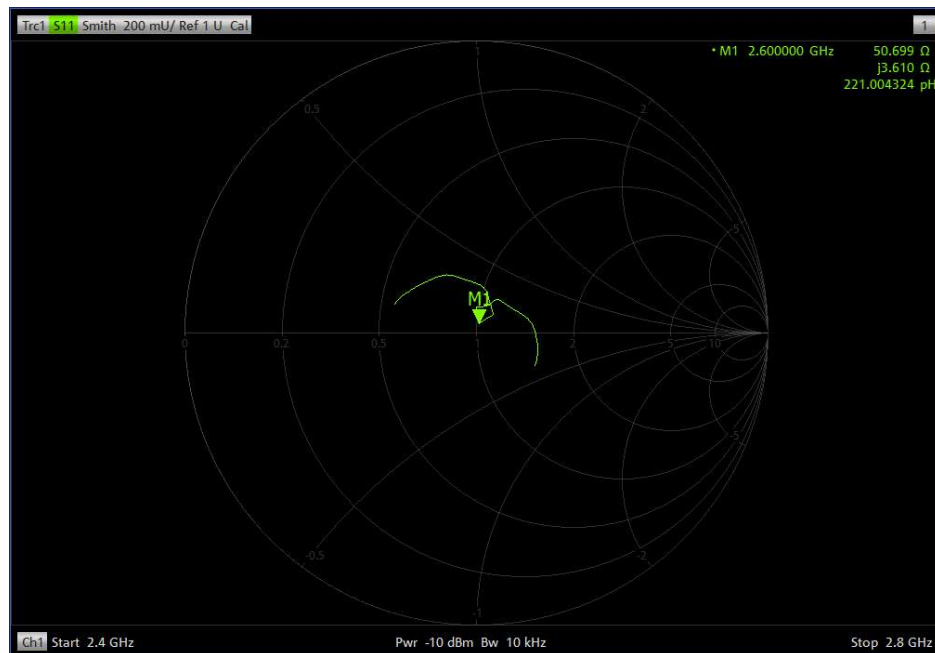 Trc1 S11 Smith 200 mU/ Ref 1 U Cal 1
• M1 2.600000 GHz 50.699 Ω
j3.610 Ω
221.004324 pH
1
0.5 2
5
M1
0 0.2 0.5 1 2 5 10
-5
-0.5 -2
-1
Ch1 Start 2.4 GHz Pwr -10 dBm Bw 10 kHz Stop 2.8 GHz